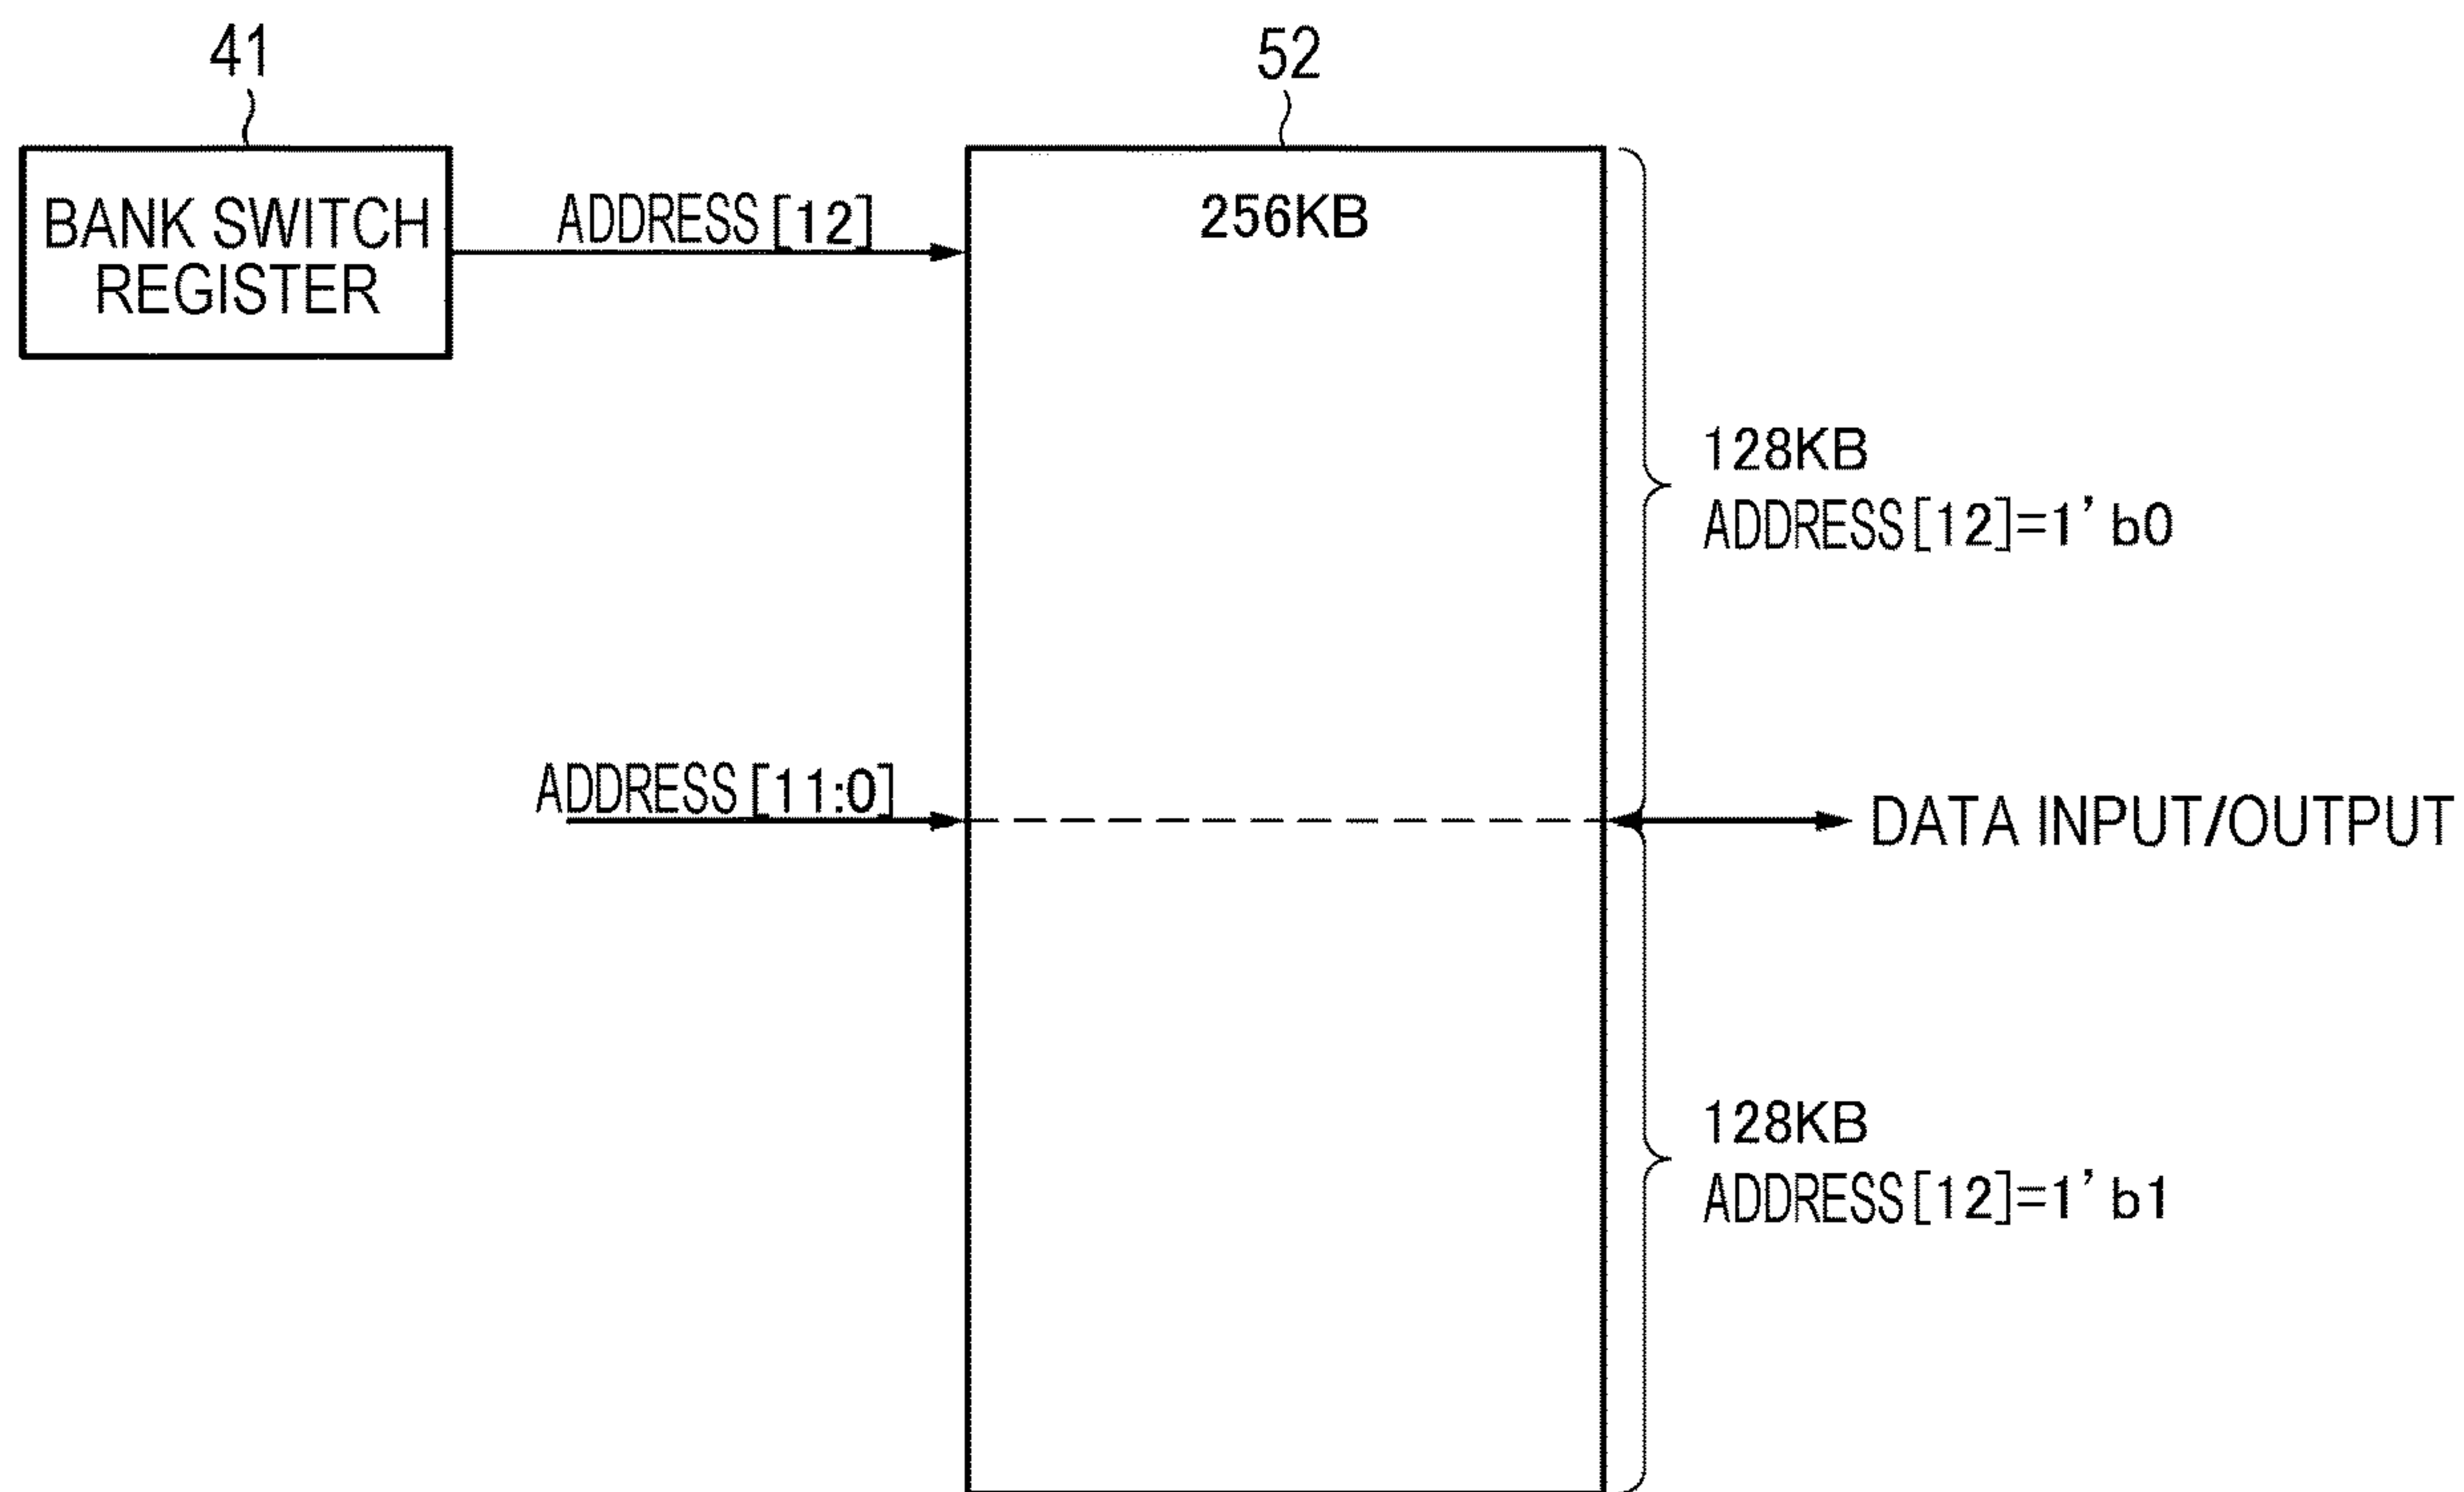 41
52
BANK SWITCH
REGISTER
ADDRESS[12]
256KB
128KB
ADDRESS[12]=1'b0
ADDRESS[11:0]
DATA INPUT/OUTPUT
128KB
ADDRESS[12]=1'b1